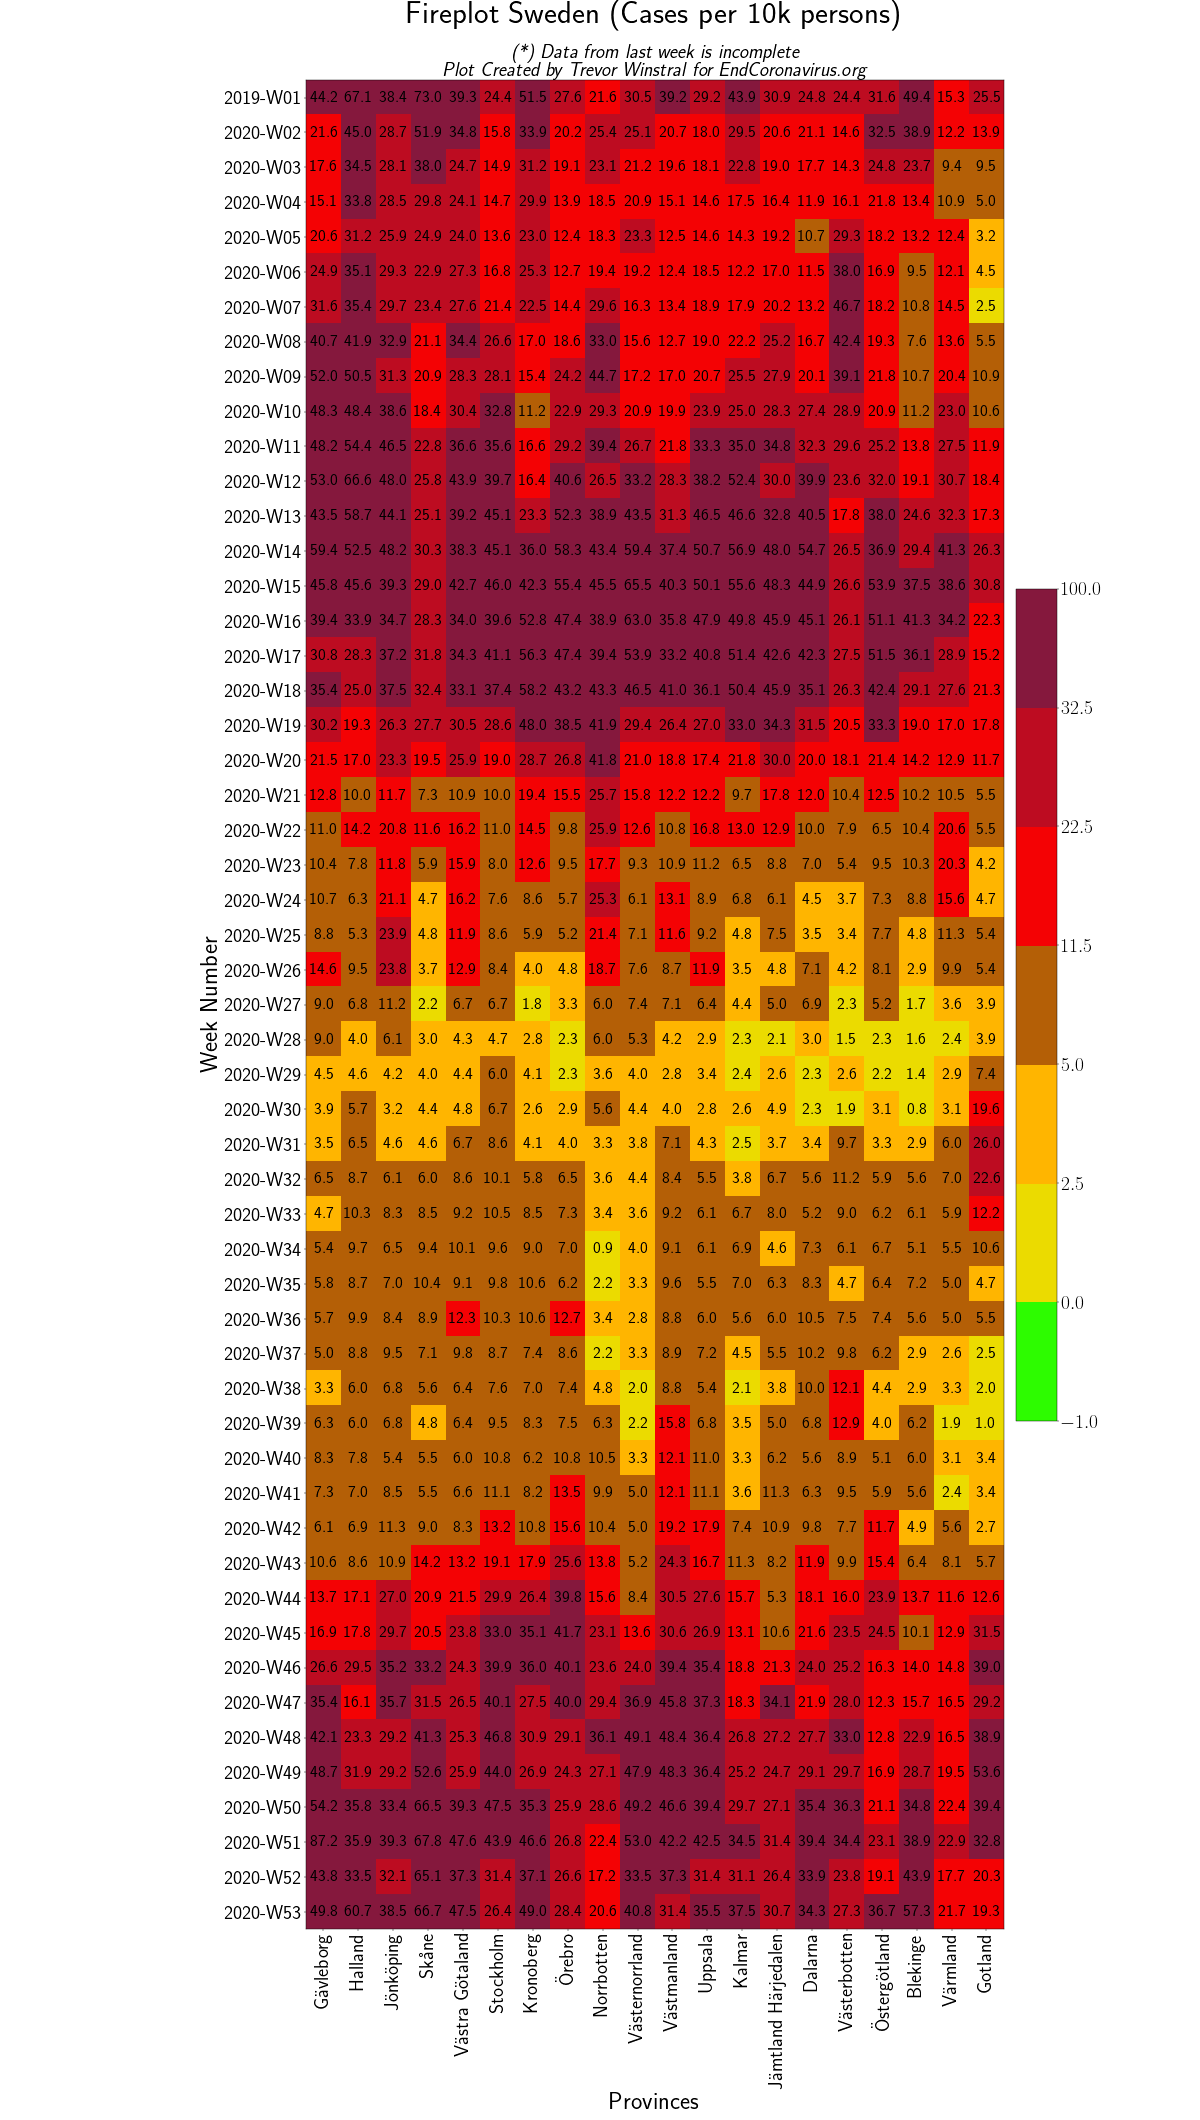 Fireplot Sweden (Cases per 10k persons)
(*) Data from last week is incomplete
Plot Created by Trevor Winstral for EndCoronavirus.org
2019-W01 44.2 67.1 38.4 73.0 39.3 24.4 51.5 27.6 21.6 30.5 39.2 29.2 43.9 30.9 24.8 24.4 31.6 49.4 15.3 25.5
2020-W02 21.6 45.0 28.7 51.9 34.8 15.8 33.9 20.2 25.4 25.1 20.7 18.0 29.5 20.6 21.1 14.6 32.5 38.9 12.2 13.9
2020-W03 17.6 34.5 28.1 38.0 24.7 14.9 31.2 19.1 23.1 21.2 19.6 18.1 22.8 19.0 17.7 14.3 24.8 23.7 9.4 9.5
2020-W04 15.1 33.8 28.5 29.8 24.1 14.7 29.9 13.9 18.5 20.9 15.1 14.6 17.5 16.4 11.9 16.1 21.8 13.4 10.9 5.0
2020-W05 20.6 31.2 25.9 24.9 24.0 13.6 23.0 12.4 18.3 23.3 12.5 14.6 14.3 19.2 10.7 29.3 18.2 13.2 12.4 3.2
2020-W06 24.9 35.1 29.3 22.9 27.3 16.8 25.3 12.7 19.4 19.2 12.4 18.5 12.2 17.0 11.5 38.0 16.9 9.5 12.1 4.5
2020-W07 31.6 35.4 29.7 23.4 27.6 21.4 22.5 14.4 29.6 16.3 13.4 18.9 17.9 20.2 13.2 46.7 18.2 10.8 14.5 2.5
2020-W08 40.7 41.9 32.9 21.1 34.4 26.6 17.0 18.6 33.0 15.6 12.7 19.0 22.2 25.2 16.7 42.4 19.3 7.6 13.6 5.5
2020-W09 52.0 50.5 31.3 20.9 28.3 28.1 15.4 24.2 44.7 17.2 17.0 20.7 25.5 27.9 20.1 39.1 21.8 10.7 20.4 10.9
2020-W10 48.3 48.4 38.6 18.4 30.4 32.8 11.2 22.9 29.3 20.9 19.9 23.9 25.0 28.3 27.4 28.9 20.9 11.2 23.0 10.6
2020-W11 48.2 54.4 46.5 22.8 36.6 35.6 16.6 29.2 39.4 26.7 21.8 33.3 35.0 34.8 32.3 29.6 25.2 13.8 27.5 11.9
2020-W12 53.0 66.6 48.0 25.8 43.9 39.7 16.4 40.6 26.5 33.2 28.3 38.2 52.4 30.0 39.9 23.6 32.0 19.1 30.7 18.4
2020-W13 43.5 58.7 44.1 25.1 39.2 45.1 23.3 52.3 38.9 43.5 31.3 46.5 46.6 32.8 40.5 17.8 38.0 24.6 32.3 17.3
2020-W14 59.4 52.5 48.2 30.3 38.3 45.1 36.0 58.3 43.4 59.4 37.4 50.7 56.9 48.0 54.7 26.5 36.9 29.4 41.3 26.3
2020-W15 45.8 45.6 39.3 29.0 42.7 46.0 42.3 55.4 45.5 65.5 40.3 50.1 55.6 48.3 44.9 26.6 53.9 37.5 38.6 30.8
2020-W16 39.4 33.9 34.7 28.3 34.0 39.6 52.8 47.4 38.9 63.0 35.8 47.9 49.8 45.9 45.1 26.1 51.1 41.3 34.2 22.3
2020-W17 30.8 28.3 37.2 31.8 34.3 41.1 56.3 47.4 39.4 53.9 33.2 40.8 51.4 42.6 42.3 27.5 51.5 36.1 28.9 15.2
2020-W18 35.4 25.0 37.5 32.4 33.1 37.4 58.2 43.2 43.3 46.5 41.0 36.1 50.4 45.9 35.1 26.3 42.4 29.1 27.6 21.3
2020-W19 30.2 19.3 26.3 27.7 30.5 28.6 48.0 38.5 41.9 29.4 26.4 27.0 33.0 34.3 31.5 20.5 33.3 19.0 17.0 17.8
2020-W20 21.5 17.0 23.3 19.5 25.9 19.0 28.7 26.8 41.8 21.0 18.8 17.4 21.8 30.0 20.0 18.1 21.4 14.2 12.9 11.7
2020-W21 12.8 10.0 11.7 7.3 10.9 10.0 19.4 15.5 25.7 15.8 12.2 12.2 9.7 17.8 12.0 10.4 12.5 10.2 10.5 5.5
2020-W22 11.0 14.2 20.8 11.6 16.2 11.0 14.5 9.8 25.9 12.6 10.8 16.8 13.0 12.9 10.0 7.9 6.5 10.4 20.6 5.5
2020-W23 10.4 7.8 11.8 5.9 15.9 8.0 12.6 9.5 17.7 9.3 10.9 11.2 6.5 8.8 7.0 5.4 9.5 10.3 20.3 4.2
2020-W24 10.7 6.3 21.1 4.7 16.2 7.6 8.6 5.7 25.3 6.1 13.1 8.9 6.8 6.1 4.5 3.7 7.3 8.8 15.6 4.7
2020-W25 8.8 5.3 23.9 4.8 11.9 8.6 5.9 5.2 21.4 7.1 11.6 9.2 4.8 7.5 3.5 3.4 7.7 4.8 11.3 5.4
2020-W26 14.6 9.5 23.8 3.7 12.9 8.4 4.0 4.8 18.7 7.6 8.7 11.9 3.5 4.8 7.1 4.2 8.1 2.9 9.9 5.4
2020-W27 9.0 6.8 11.2 2.2 6.7 6.7 1.8 3.3 6.0 7.4 7.1 6.4 4.4 5.0 6.9 2.3 5.2 1.7 3.6 3.9
2020-W28 9.0 4.0 6.1 3.0 4.3 4.7 2.8 2.3 6.0 5.3 4.2 2.9 2.3 2.1 3.0 1.5 2.3 1.6 2.4 3.9
2020-W29 4.5 4.6 4.2 4.0 4.4 6.0 4.1 2.3 3.6 4.0 2.8 3.4 2.4 2.6 2.3 2.6 2.2 1.4 2.9 7.4
2020-W30 3.9 5.7 3.2 4.4 4.8 6.7 2.6 2.9 5.6 4.4 4.0 2.8 2.6 4.9 2.3 1.9 3.1 0.8 3.1 19.6
2020-W31 3.5 6.5 4.6 4.6 6.7 8.6 4.1 4.0 3.3 3.8 7.1 4.3 2.5 3.7 3.4 9.7 3.3 2.9 6.0 26.0
2020-W32 6.5 8.7 6.1 6.0 8.6 10.1 5.8 6.5 3.6 4.4 8.4 5.5 3.8 6.7 5.6 11.2 5.9 5.6 7.0 22.6
2020-W33 4.7 10.3 8.3 8.5 9.2 10.5 8.5 7.3 3.4 3.6 9.2 6.1 6.7 8.0 5.2 9.0 6.2 6.1 5.9 12.2
2020-W34 5.4 9.7 6.5 9.4 10.1 9.6 9.0 7.0 0.9 4.0 9.1 6.1 6.9 4.6 7.3 6.1 6.7 5.1 5.5 10.6
2020-W35 5.8 8.7 7.0 10.4 9.1 9.8 10.6 6.2 2.2 3.3 9.6 5.5 7.0 6.3 8.3 4.7 6.4 7.2 5.0 4.7
2020-W36 5.7 9.9 8.4 8.9 12.3 10.3 10.6 12.7 3.4 2.8 8.8 6.0 5.6 6.0 10.5 7.5 7.4 5.6 5.0 5.5
2020-W37 5.0 8.8 9.5 7.1 9.8 8.7 7.4 8.6 2.2 3.3 8.9 7.2 4.5 5.5 10.2 9.8 6.2 2.9 2.6 2.5
2020-W38 3.3 6.0 6.8 5.6 6.4 7.6 7.0 7.4 4.8 2.0 8.8 5.4 2.1 3.8 10.0 12.1 4.4 2.9 3.3 2.0
2020-W39 6.3 6.0 6.8 4.8 6.4 9.5 8.3 7.5 6.3 2.2 15.8 6.8 3.5 5.0 6.8 12.9 4.0 6.2 1.9 1.0
2020-W40 8.3 7.8 5.4 5.5 6.0 10.8 6.2 10.8 10.5 3.3 12.1 11.0 3.3 6.2 5.6 8.9 5.1 6.0 3.1 3.4
2020-W41 7.3 7.0 8.5 5.5 6.6 11.1 8.2 13.5 9.9 5.0 12.1 11.1 3.6 11.3 6.3 9.5 5.9 5.6 2.4 3.4
2020-W42 6.1 6.9 11.3 9.0 8.3 13.2 10.8 15.6 10.4 5.0 19.2 17.9 7.4 10.9 9.8 7.7 11.7 4.9 5.6 2.7
2020-W43 10.6 8.6 10.9 14.2 13.2 19.1 17.9 25.6 13.8 5.2 24.3 16.7 11.3 8.2 11.9 9.9 15.4 6.4 8.1 5.7
2020-W44 13.7 17.1 27.0 20.9 21.5 29.9 26.4 39.8 15.6 8.4 30.5 27.6 15.7 5.3 18.1 16.0 23.9 13.7 11.6 12.6
2020-W45 16.9 17.8 29.7 20.5 23.8 33.0 35.1 41.7 23.1 13.6 30.6 26.9 13.1 10.6 21.6 23.5 24.5 10.1 12.9 31.5
2020-W46 26.6 29.5 35.2 33.2 24.3 39.9 36.0 40.1 23.6 24.0 39.4 35.4 18.8 21.3 24.0 25.2 16.3 14.0 14.8 39.0
2020-W47 35.4 16.1 35.7 31.5 26.5 40.1 27.5 40.0 29.4 36.9 45.8 37.3 18.3 34.1 21.9 28.0 12.3 15.7 16.5 29.2
2020-W48 42.1 23.3 29.2 41.3 25.3 46.8 30.9 29.1 36.1 49.1 48.4 36.4 26.8 27.2 27.7 33.0 12.8 22.9 16.5 38.9
2020-W49 48.7 31.9 29.2 52.6 25.9 44.0 26.9 24.3 27.1 47.9 48.3 36.4 25.2 24.7 29.1 29.7 16.9 28.7 19.5 53.6
2020-W50 54.2 35.8 33.4 66.5 39.3 47.5 35.3 25.9 28.6 49.2 46.6 39.4 29.7 27.1 35.4 36.3 21.1 34.8 22.4 39.4
2020-W51 87.2 35.9 39.3 67.8 47.6 43.9 46.6 26.8 22.4 53.0 42.2 42.5 34.5 31.4 39.4 34.4 23.1 38.9 22.9 32.8
2020-W52 43.8 33.5 32.1 65.1 37.3 31.4 37.1 26.6 17.2 33.5 37.3 31.4 31.1 26.4 33.9 23.8 19.1 43.9 17.7 20.3
2020-W53 49.8 60.7 38.5 66.7 47.5 26.4 49.0 28.4 20.6 40.8 31.4 35.5 37.5 30.7 34.3 27.3 36.7 57.3 21.7 19.3
Week Number
Gävleborg
Halland
Jönköping
Skåne
Västra Götaland
Stockholm
Kronoberg
Örebro
Norrbotten
Västernorrland
Västmanland
Uppsala
Kalmar
Jämtland Härjedalen
Dalarna
Västerbotten
Östergötland
Blekinge
Värmland
Gotland
Provinces
100.0
32.5
22.5
11.5
5.0
2.5
0.0
−1.0